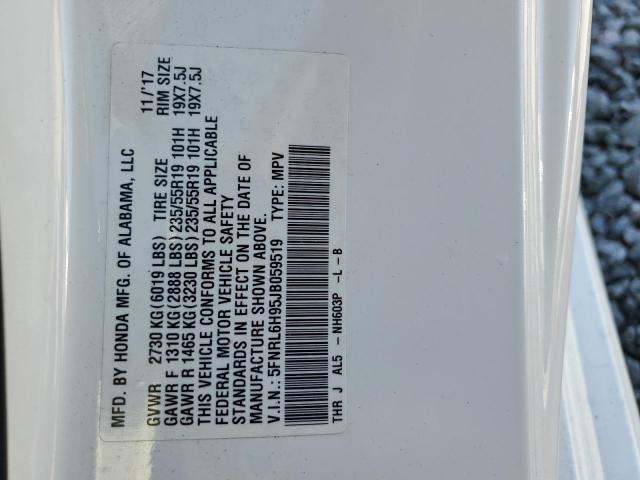 MFD. BY HONDA MFG. OF ALABAMA, LLC 11/'17
GVWR 2730 KG (6019 LBS) TIRE SIZE RIM SIZE
GAWR F 1310 KG (2888 LBS) 235/55R19 101H 19X7.5J
GAWR R 1465 KG (3230 LBS) 235/55R19 101H 19X7.5J
THIS VEHICLE CONFORMS TO ALL APPLICABLE
FEDERAL MOTOR VEHICLE SAFETY
STANDARDS IN EFFECT ON THE DATE OF
MANUFACTURE SHOWN ABOVE.
V.I.N.: 5FNRL6H95JB059519 TYPE: MPV
THR J AL5 - NH603P -L - B